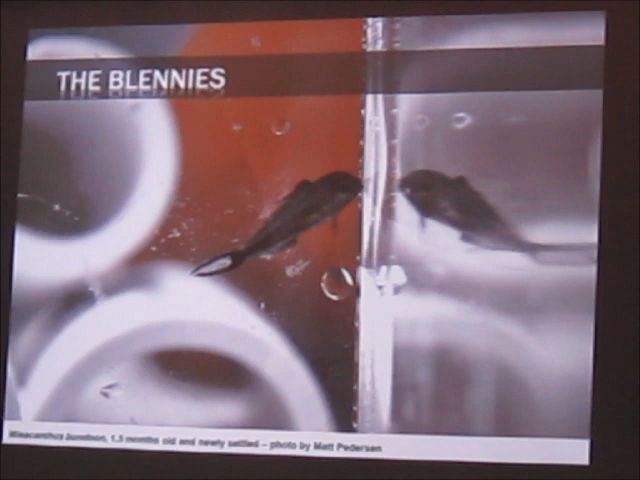 THE BLENNIES
Meiacanthus bundoon, 1.5 months old and newly settled – photo by Matt Pedersen